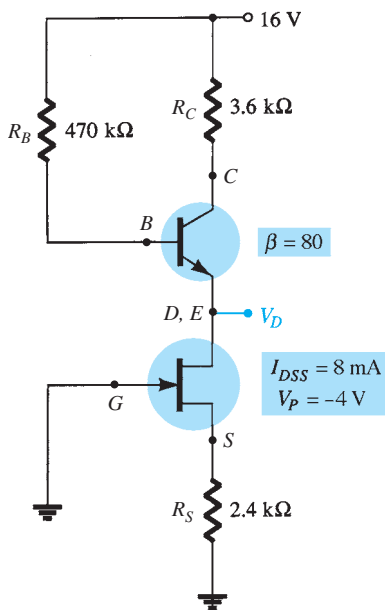 16 V
R_C 3.6 kΩ
R_B 470 kΩ
C
B
β = 80
D, E V_D
I_DSS = 8 mA
V_P = –4 V
G
S
R_S 2.4 kΩ